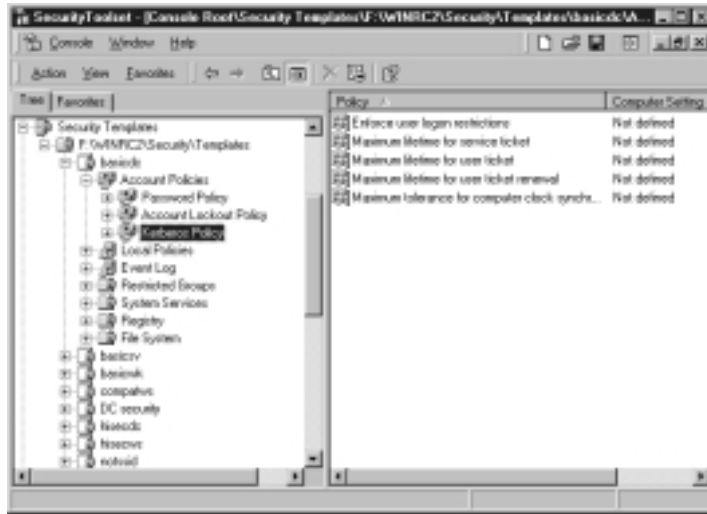 SecurityToolset - [Console Root\Security Templates\F:\WINRC2\Security\Templates\basicdc\A...
Console Window Help
Action View Favorites
Tree Favorites
Policy Computer Setting
Security Templates
F:\WINRC2\Security\Templates
basicdc
Account Policies
Password Policy
Account Lockout Policy
Kerberos Policy
Local Policies
Event Log
Restricted Groups
System Services
Registry
File System
basicsv
basicwk
compatws
DC security
hisecdc
hisecws
notssid
Enforce user logon restrictions Not defined
Maximum lifetime for service ticket Not defined
Maximum lifetime for user ticket Not defined
Maximum lifetime for user ticket renewal Not defined
Maximum tolerance for computer clock synchr... Not defined